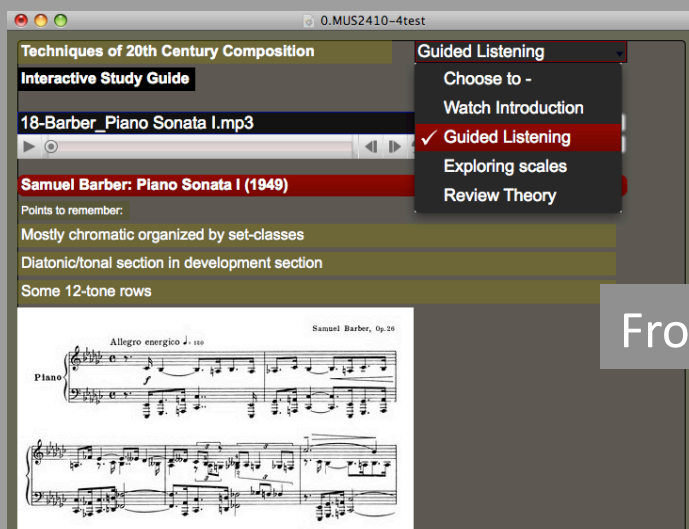 0.MUS2410-4test
Techniques of 20th Century Composition
Guided Listening
Interactive Study Guide
Choose to -
Watch Introduction
✓ Guided Listening
Exploring scales
Review Theory
18-Barber_Piano Sonata I.mp3
Samuel Barber: Piano Sonata I (1949)
Points to remember:
Mostly chromatic organized by set-classes
Diatonic/tonal section in development section
Some 12-tone rows
Fro
Samuel Barber, Op. 26
Allegro energico ♩=100
Piano
f